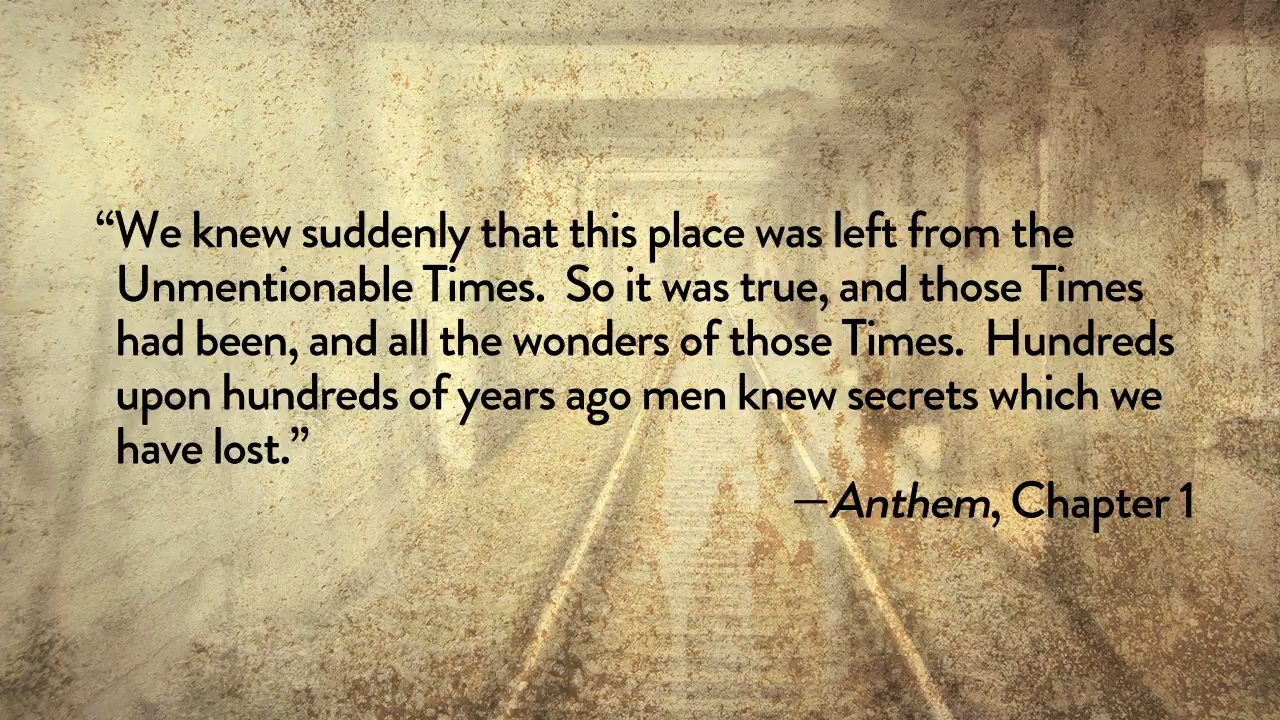 “We knew suddenly that this place was left from the
Unmentionable Times.  So it was true, and those Times
had been, and all the wonders of those Times.  Hundreds
upon hundreds of years ago men knew secrets which we
have lost.”
—Anthem, Chapter 1